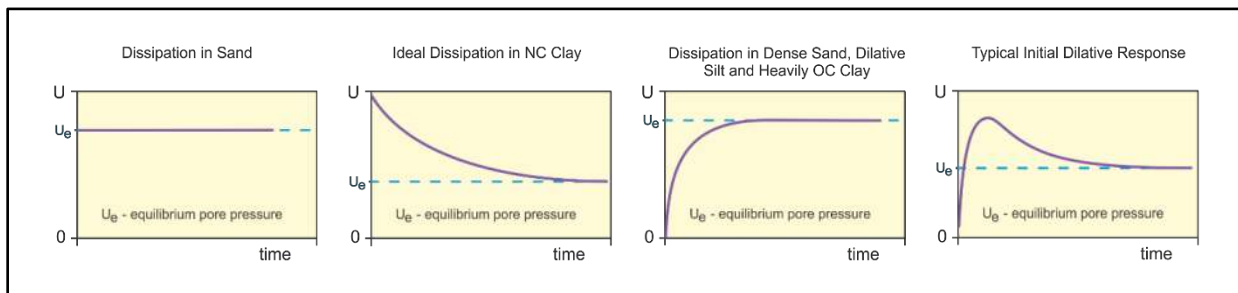 Dissipation in Sand
U
Ue
Ue - equilibrium pore pressure
0
time
Ideal Dissipation in NC Clay
U
Ue
Ue - equilibrium pore pressure
0
time
Dissipation in Dense Sand, Dilative
Silt and Heavily OC Clay
U
Ue
Ue - equilibrium pore pressure
0
time
Typical Initial Dilative Response
U
Ue
Ue - equilibrium pore pressure
0
time